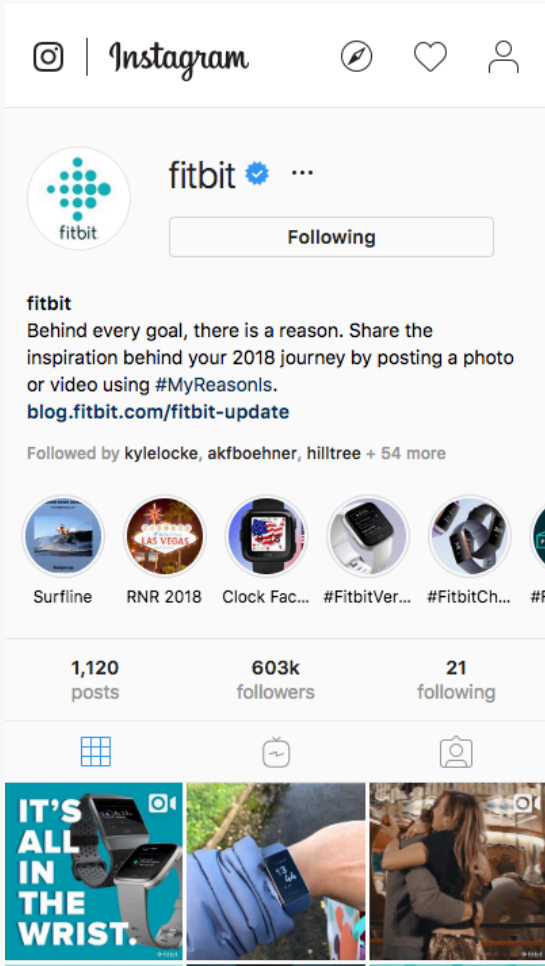 Instagram
fitbit
fitbit ...
Following
fitbit
Behind every goal, there is a reason. Share the
inspiration behind your 2018 journey by posting a photo
or video using #MyReasonIs.
blog.fitbit.com/fitbit-update
Followed by kylelocke, akfboehner, hilltree + 54 more
LAS VEGAS
Surfline
RNR 2018
Clock Fac...
#FitbitVer...
#FitbitCh...
1,120
603k
21
posts
followers
following
IT'S
ALL
IN
THE
WRIST.
fitbit
fitbit